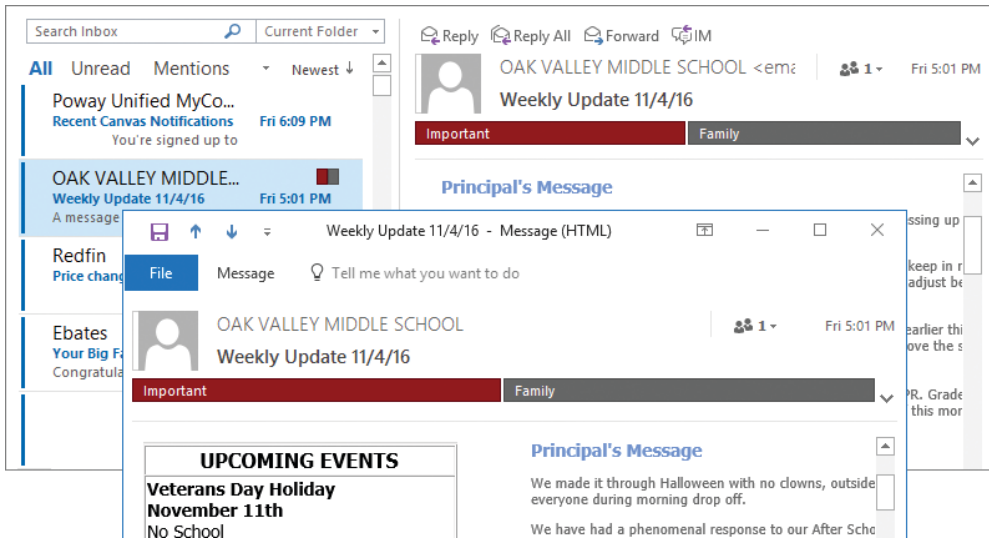 Search Inbox
Current Folder
Reply Reply All Forward IM
All Unread Mentions Newest ↓
Poway Unified MyCo...
Recent Canvas Notifications Fri 6:09 PM
You're signed up to
OAK VALLEY MIDDLE...
Weekly Update 11/4/16 Fri 5:01 PM
A message
Redfin
Price chang
Ebates
Your Big Fa
Congratula
OAK VALLEY MIDDLE SCHOOL <ema
1
Fri 5:01 PM
Weekly Update 11/4/16
Important Family
Principal's Message
ssing up
keep in r
adjust be
earlier thi
ove the s
PR. Grade
this mor
Weekly Update 11/4/16 - Message (HTML)
File Message Tell me what you want to do
OAK VALLEY MIDDLE SCHOOL
1
Fri 5:01 PM
Weekly Update 11/4/16
Important Family
UPCOMING EVENTS
Veterans Day Holiday
November 11th
No School
Principal's Message
We made it through Halloween with no clowns, outside
everyone during morning drop off.
We have had a phenomenal response to our After Scho